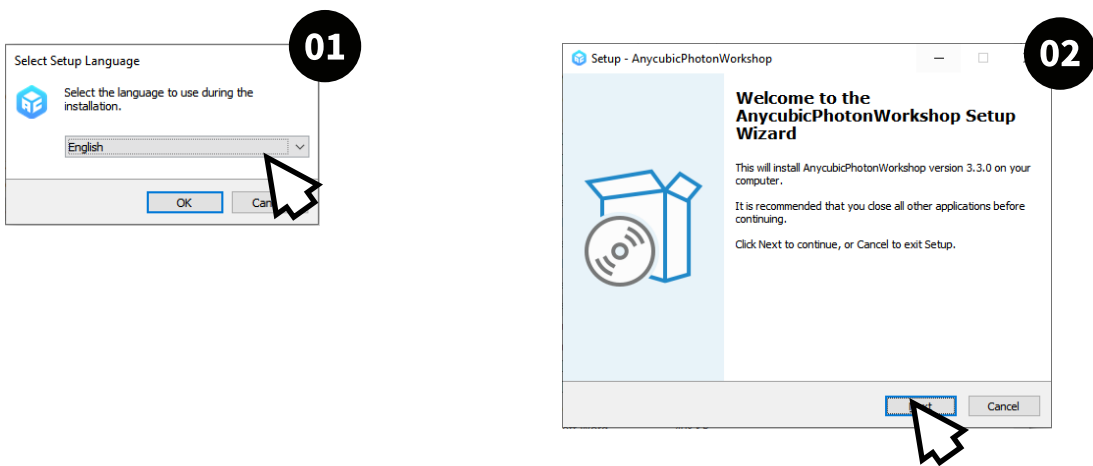 01
Select Setup Language
Select the language to use during the
installation.
English
OK
02
Setup - AnycubicPhotonWorkshop
Welcome to the
AnycubicPhotonWorkshop Setup
Wizard
This will install AnycubicPhotonWorkshop version 3.3.0 on your
computer.
It is recommended that you close all other applications before
continuing.
Click Next to continue, or Cancel to exit Setup.
Cancel